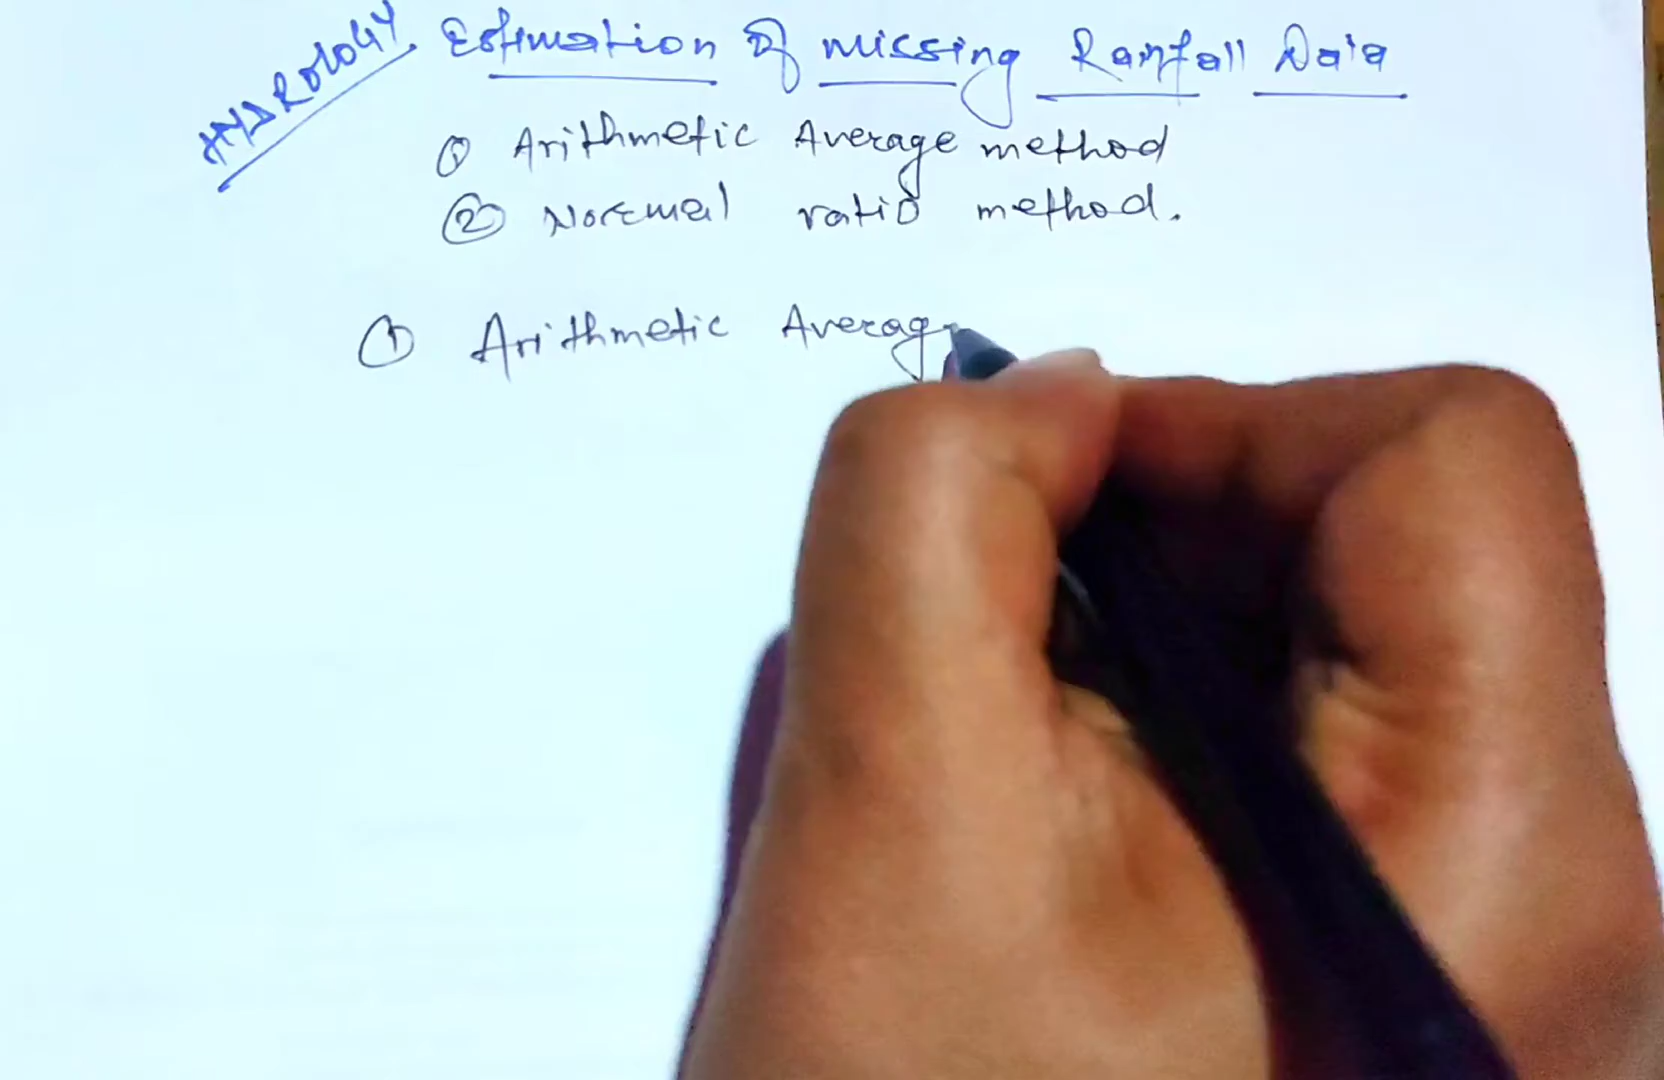 HYDROLOGY
Estimation of missing Rainfall Data
① Arithmetic Average method
② Normal ratio method.
① Arithmetic Averag